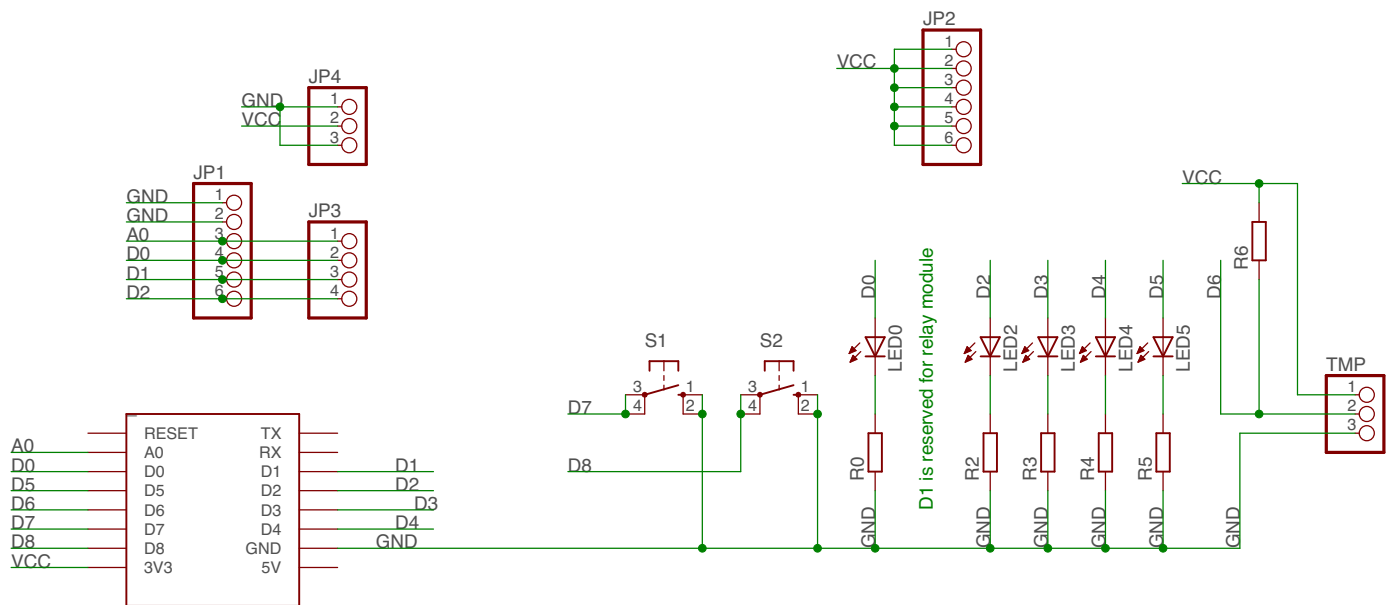 JP2
VCC
1
2
3
4
5
6
JP4
GND
VCC
1
2
3
JP1
GND
GND
A0
D0
D1
D2
1
2
3
4
5
6
JP3
1
2
3
4
VCC
R6
D0
D1 is reserved for relay module
D2
D3
D4
D5
D6
LED0
LED2
LED3
LED4
LED5
S1
3
4
1
2
D7
S2
3
4
1
2
D8
TMP
1
2
3
R0
R2
R3
R4
R5
GND
GND
GND
GND
GND
GND
A0
D0
D5
D6
D7
D8
VCC
RESET
A0
D0
D5
D6
D7
D8
3V3
TX
RX
D1
D2
D3
D4
GND
5V
D1
D2
D3
D4
GND